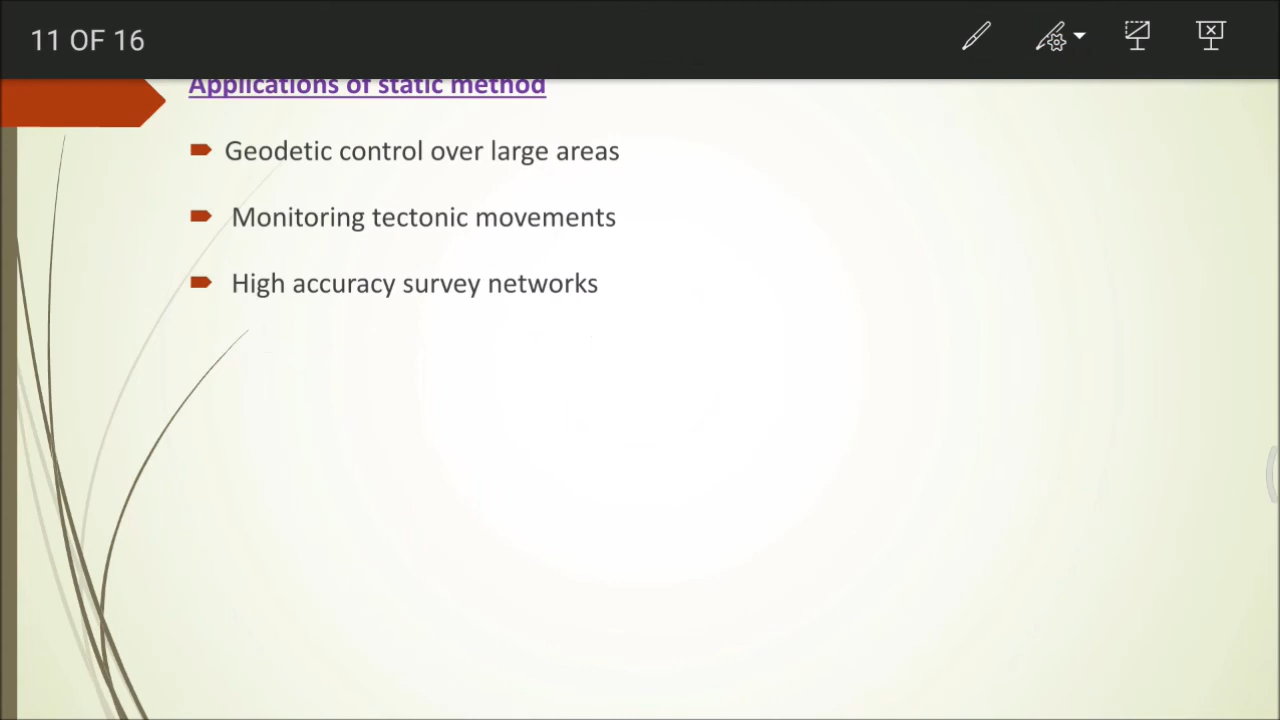 11 OF 16
Applications of static method
Geodetic control over large areas
Monitoring tectonic movements
High accuracy survey networks